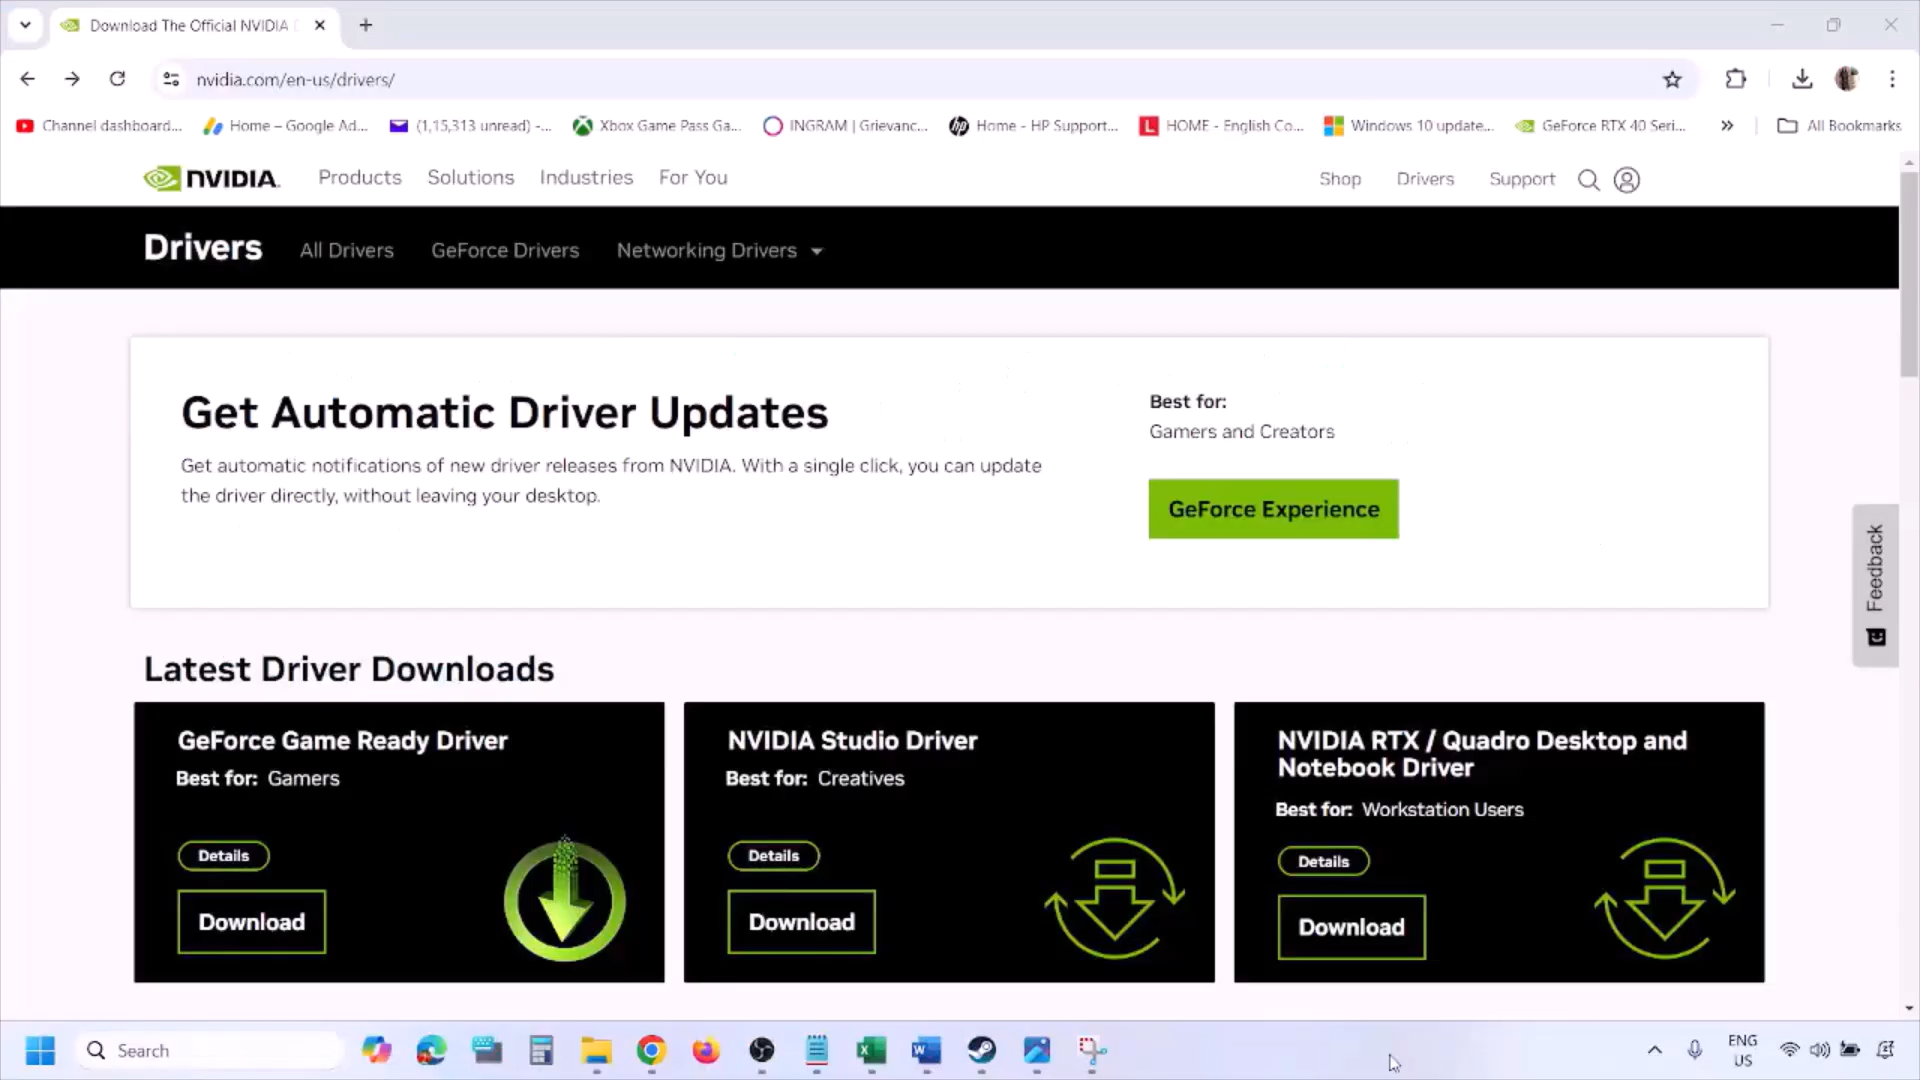 Download The Official NVIDIA
nvidia.com/en-us/drivers/
Channel dashboard...
Home – Google Ad...
(1,15,313 unread) -...
Xbox Game Pass Ga...
INGRAM | Grievanc...
Home - HP Support...
HOME - English Co...
Windows 10 update...
GeForce RTX 40 Seri...
All Bookmarks
NVIDIA.
Products
Solutions
Industries
For You
Shop
Drivers
Support
Drivers
All Drivers
GeForce Drivers
Networking Drivers
Get Automatic Driver Updates
Get automatic notifications of new driver releases from NVIDIA. With a single click, you can update
the driver directly, without leaving your desktop.
Best for:
Gamers and Creators
GeForce Experience
Feedback
Latest Driver Downloads
GeForce Game Ready Driver
Best for: Gamers
Details
Download
NVIDIA Studio Driver
Best for: Creatives
Details
Download
NVIDIA RTX / Quadro Desktop and
Notebook Driver
Best for: Workstation Users
Details
Download
Search
ENG
US